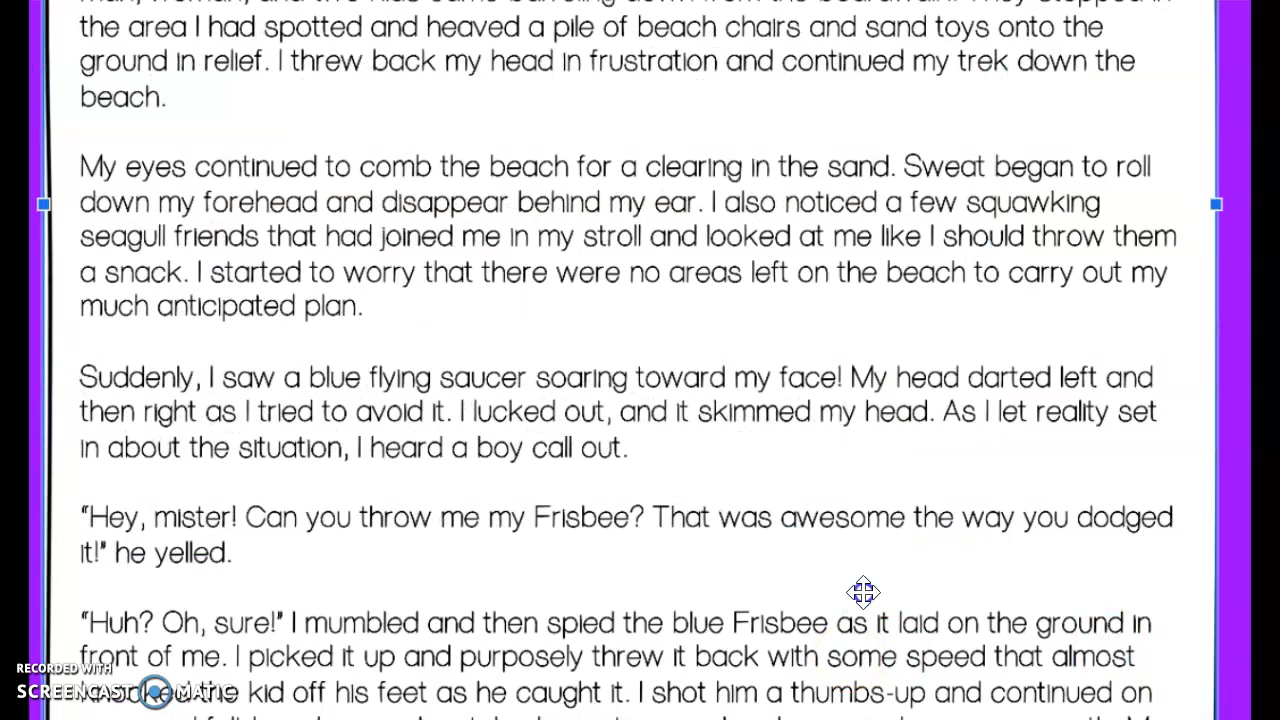 the area I had spotted and heaved a pile of beach chairs and sand toys onto the
ground in relief. I threw back my head in frustration and continued my trek down the
beach.
My eyes continued to comb the beach for a clearing in the sand. Sweat began to roll
down my forehead and disappear behind my ear. I also noticed a few squawking
seagull friends that had joined me in my stroll and looked at me like I should throw them
a snack. I started to worry that there were no areas left on the beach to carry out my
much anticipated plan.
Suddenly, I saw a blue flying saucer soaring toward my face! My head darted left and
then right as I tried to avoid it. I lucked out, and it skimmed my head. As I let reality set
in about the situation, I heard a boy call out.
"Hey, mister! Can you throw me my Frisbee? That was awesome the way you dodged
it!" he yelled.
"Huh? Oh, sure!" I mumbled and then spied the blue Frisbee as it laid on the ground in
front of me. I picked it up and purposely threw it back with some speed that almost
the kid off his feet as he caught it. I shot him a thumbs-up and continued on
RECORDED WITH
SCREENCAST MATIC